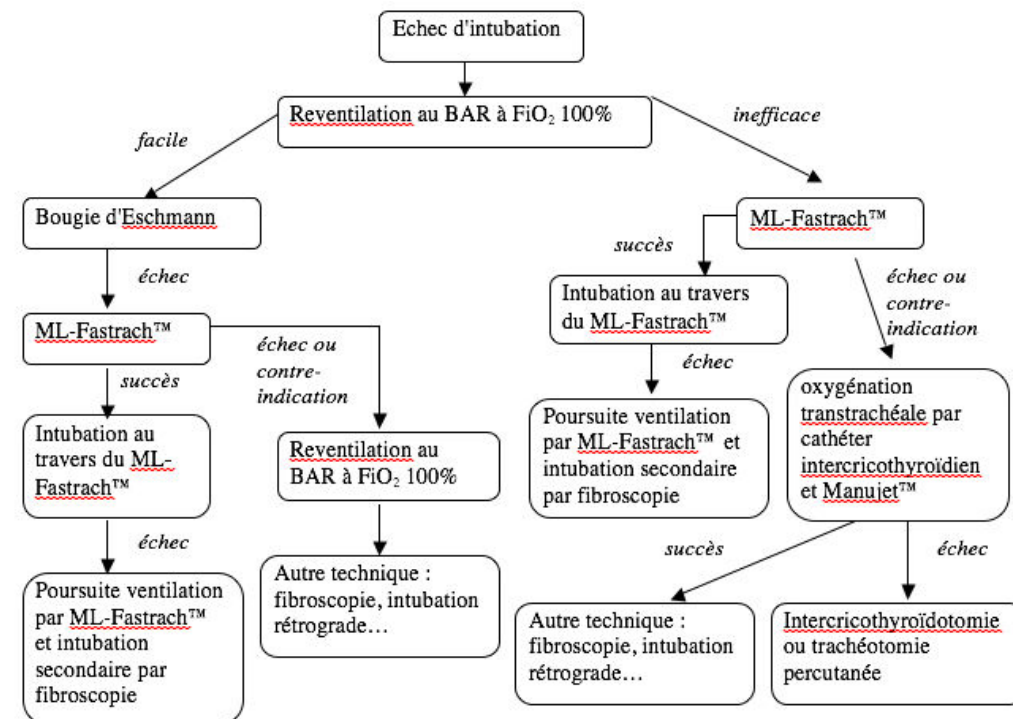 Echec d'intubation
Reventilation au BAR à FiO₂ 100%
facile
inefficace
Bougie d'Eschmann
ML-Fastrach™
succès
échec
échec ou
contre-
indication
Intubation au travers
du ML-Fastrach™
ML-Fastrach™
échec ou
contre-
indication
échec
succès
oxygénation
transtrachéale par
cathéter
intercricothyroïdien
et Manujet™
Poursuite ventilation
par ML-Fastrach™ et
intubation secondaire
par fibroscopie
Intubation au
travers du ML-
Fastrach™
Reventilation au
BAR à FiO₂ 100%
échec
succès
échec
Autre technique :
fibroscopie, intubation
rétrograde…
Poursuite ventilation
par ML-Fastrach™
et intubation
secondaire par
fibroscopie
Autre technique :
fibroscopie, intubation
rétrograde…
Intercricothyroïdotomie
ou trachéotomie
percutanée